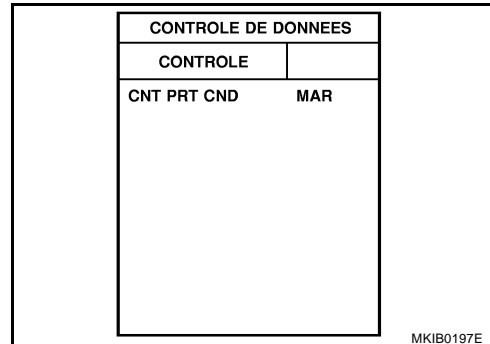 CONTROLE DE DONNEES
CONTROLE
CNT PRT CND MAR
MKIB0197E